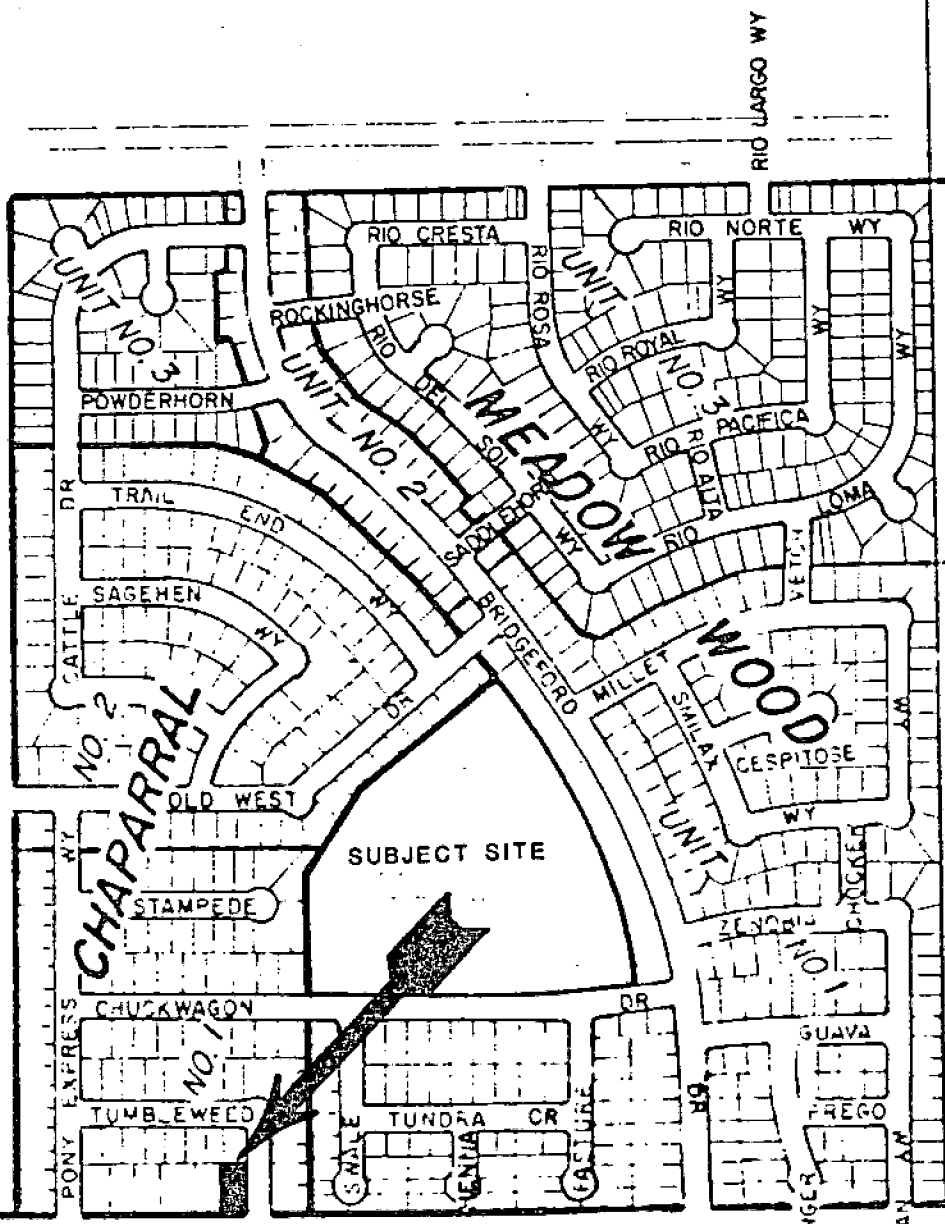 RIO LARGO WY
RIO CRESTA
RIO NORTE WY
RIO ROSA WY
UNIT NO. 3
UNIT NO. 3
ROCKINGHORSE
RIO DEL SOL WY
RIO ROYAL WY
WY
WY
POWDERHORN
UNIT NO. 2
MEADOW
RIO PACIFICA
RIO ALTA
RIO LOMA
SADDLEHORN
VETCH
TRAIL END WY
CATTLE DR
SAGEHEN WY
BRIDGEFORD
MILLET
WOOD
SMILAX WY
CESPITOSE
WY
NO. 2
CHAPARRAL
OLD WEST DR
UNIT NO. 1
SUBJECT SITE
STAMPEDE
CHUCKWAGON DR
NO. 1
PONY EXPRESS WY
GUAVA
TUMBLEWEED
TUNDRA CR
SWALE
PASTURE
DR
FREGO